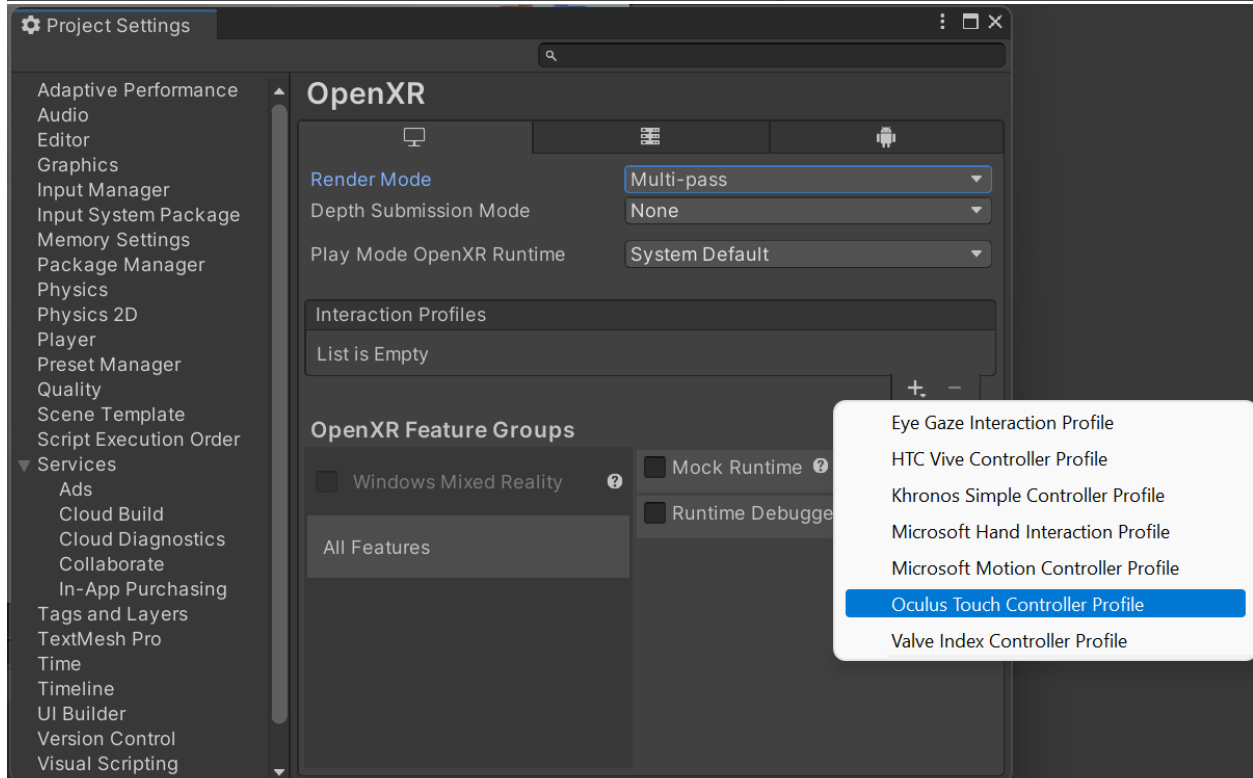 Project Settings
Adaptive Performance
Audio
Editor
Graphics
Input Manager
Input System Package
Memory Settings
Package Manager
Physics
Physics 2D
Player
Preset Manager
Quality
Scene Template
Script Execution Order
Services
Ads
Cloud Build
Cloud Diagnostics
Collaborate
In-App Purchasing
Tags and Layers
TextMesh Pro
Time
Timeline
UI Builder
Version Control
Visual Scripting
OpenXR
Render Mode Multi-pass
Depth Submission Mode None
Play Mode OpenXR Runtime System Default
Interaction Profiles
List is Empty
OpenXR Feature Groups
Windows Mixed Reality
All Features
Mock Runtime
Runtime Debugge
Eye Gaze Interaction Profile
HTC Vive Controller Profile
Khronos Simple Controller Profile
Microsoft Hand Interaction Profile
Microsoft Motion Controller Profile
Oculus Touch Controller Profile
Valve Index Controller Profile